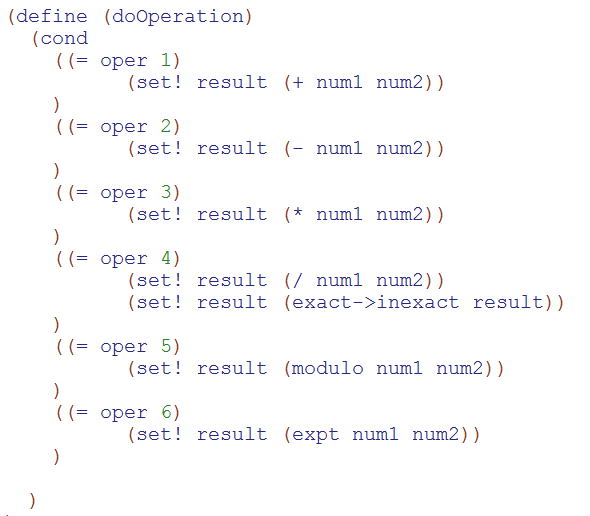 (define (doOperation)
  (cond
    ((= oper 1)
          (set! result (+ num1 num2))
    )
    ((= oper 2)
          (set! result (- num1 num2))
    )
    ((= oper 3)
          (set! result (* num1 num2))
    )
    ((= oper 4)
          (set! result (/ num1 num2))
          (set! result (exact->inexact result))
    )
    ((= oper 5)
          (set! result (modulo num1 num2))
    )
    ((= oper 6)
          (set! result (expt num1 num2))
    )
  )